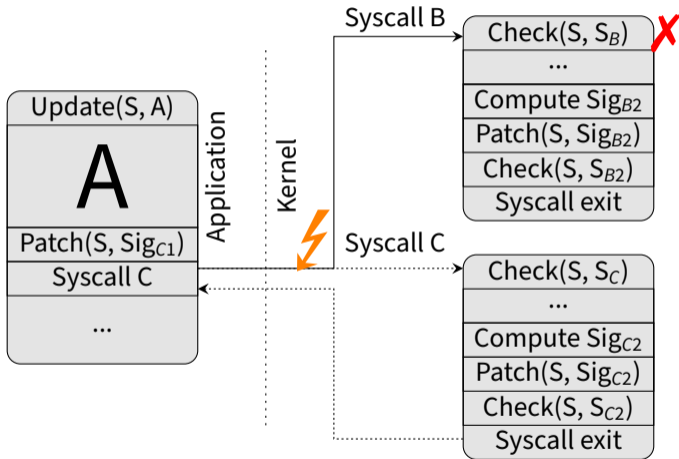 Update(S, A)
A
Patch(S, Sig_C1)
Syscall C
...
Application
Kernel
Syscall B
Check(S, S_B)
...
Compute Sig_B2
Patch(S, Sig_B2)
Check(S, S_B2)
Syscall exit
Syscall C
Check(S, S_C)
...
Compute Sig_C2
Patch(S, Sig_C2)
Check(S, S_C2)
Syscall exit